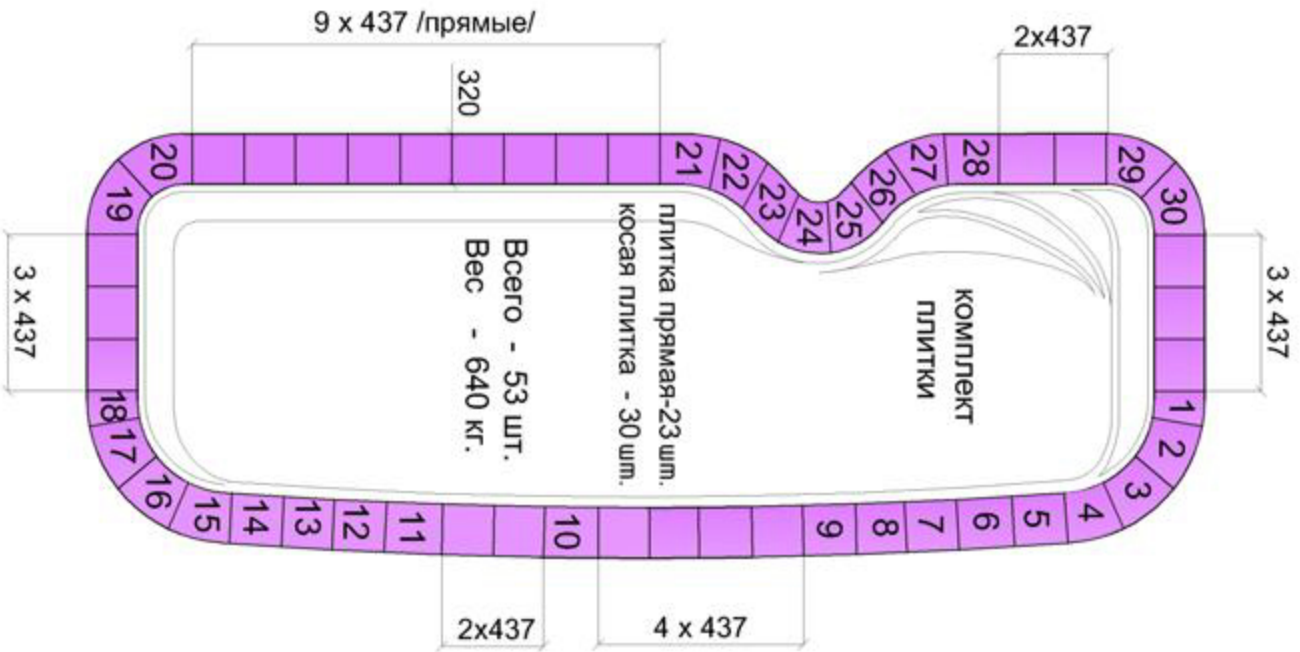 9 x 437 /прямые/
2x437
320
20
21
22
23
24
25
26
27
28
29
30
19
3 x 437
3 x 437
плитка прямая-23 шт.
косая плитка - 30 шт.
Всего - 53 шт.
Вес - 640 кг.
комплект
плитки
18
17
16
15
14
13
12
11
10
9
8
7
6
5
4
3
2
1
2x437
4 x 437